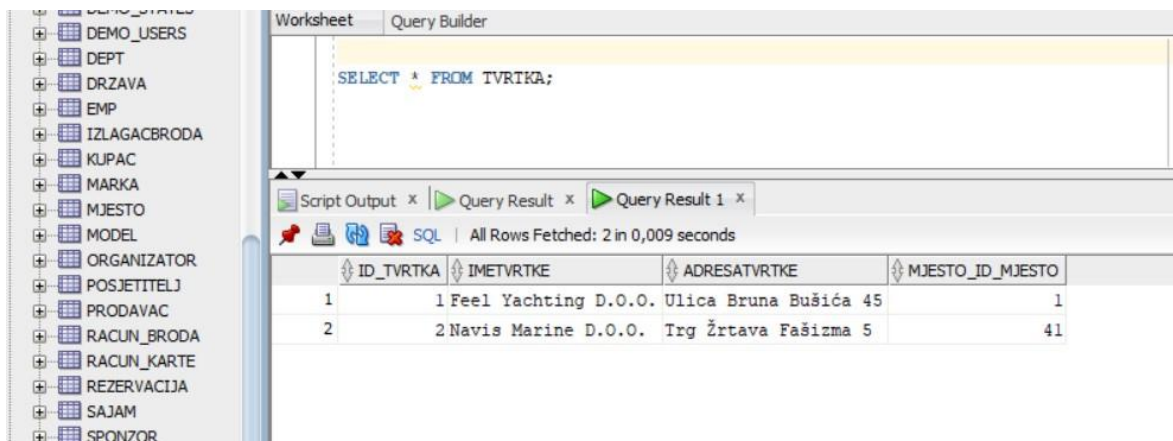 DEMO_STATES
DEMO_USERS
DEPT
DRZAVA
EMP
IZLAGACBRODA
KUPAC
MARKA
MJESTO
MODEL
ORGANIZATOR
POSJETITELJ
PRODAVAC
RACUN_BRODA
RACUN_KARTE
REZERVACIJA
SAJAM
SPONZOR
Worksheet Query Builder
SELECT * FROM TVRTKA;
Script Output x Query Result x Query Result 1 x
SQL | All Rows Fetched: 2 in 0,009 seconds
ID_TVRTKA IMETVRTKE ADRESATVRTKE MJESTO_ID_MJESTO
1 1 Feel Yachting D.O.O. Ulica Bruna Bušića 45 1
2 2 Navis Marine D.O.O. Trg Žrtava Fašizma 5 41